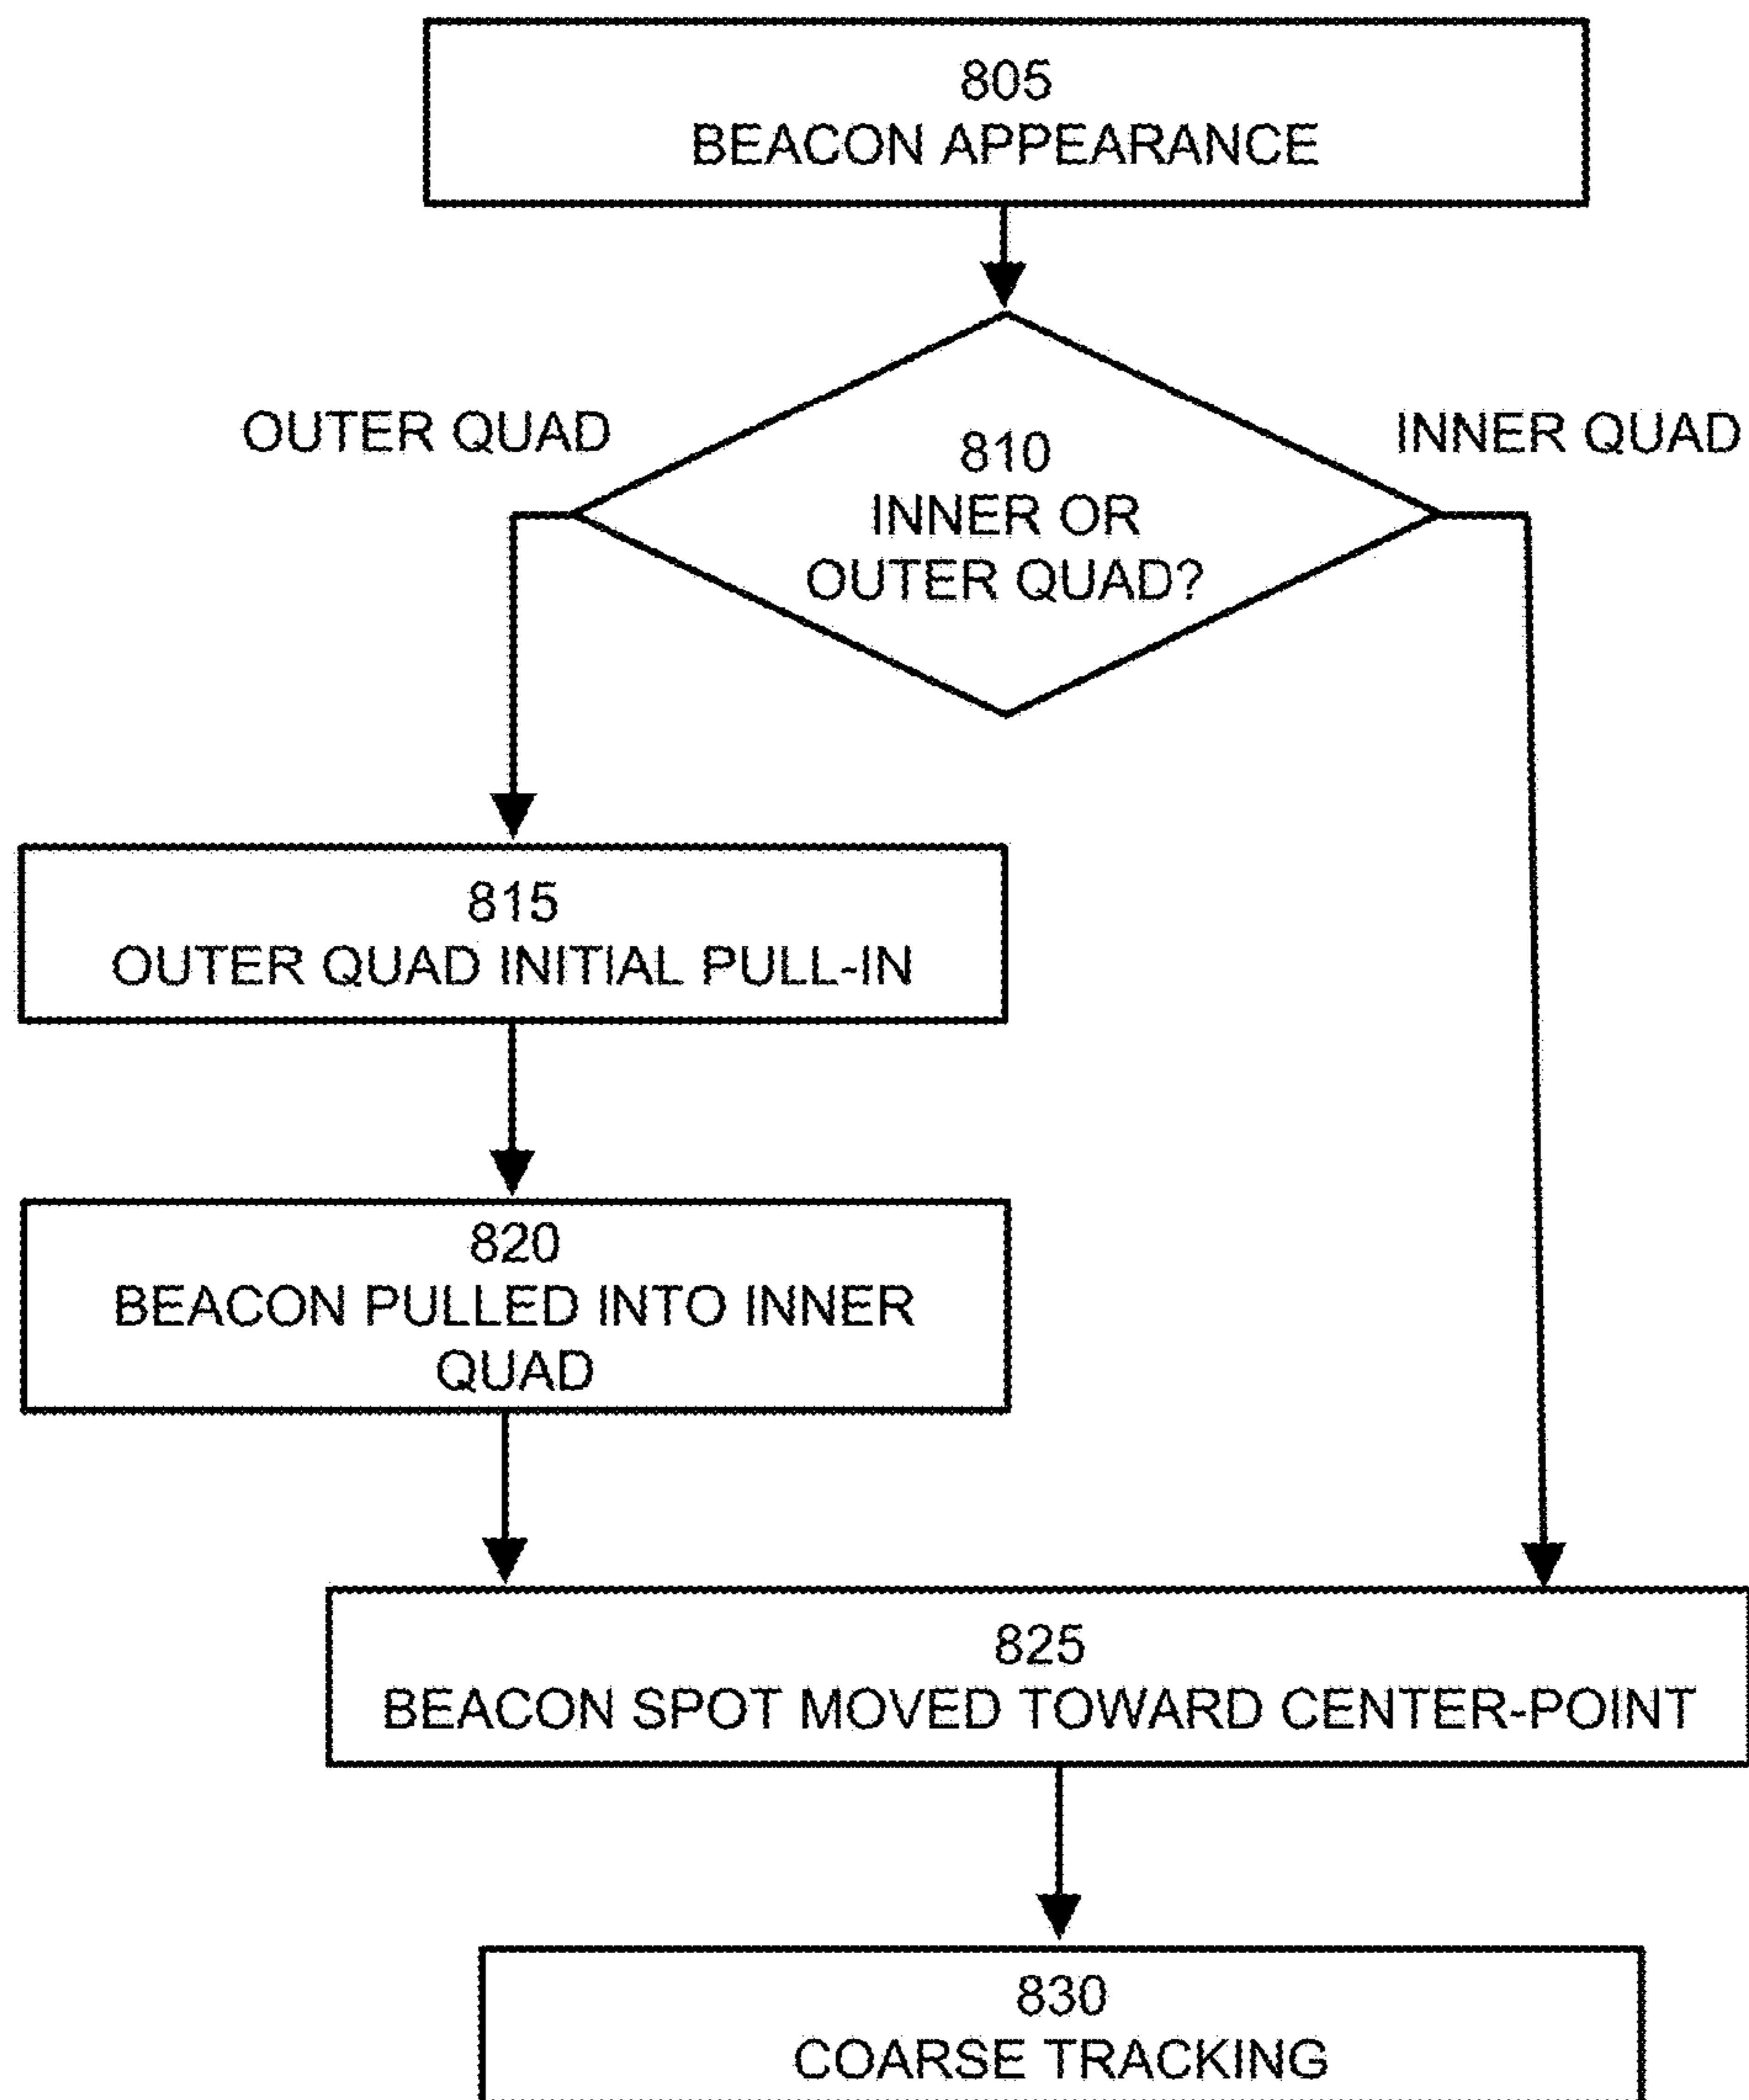 805
BEACON APPEARANCE
OUTER QUAD
INNER QUAD
810
INNER OR
OUTER QUAD?
815
OUTER QUAD INITIAL PULL-IN
820
BEACON PULLED INTO INNER
QUAD
825
BEACON SPOT MOVED TOWARD CENTER-POINT
830
COARSE TRACKING